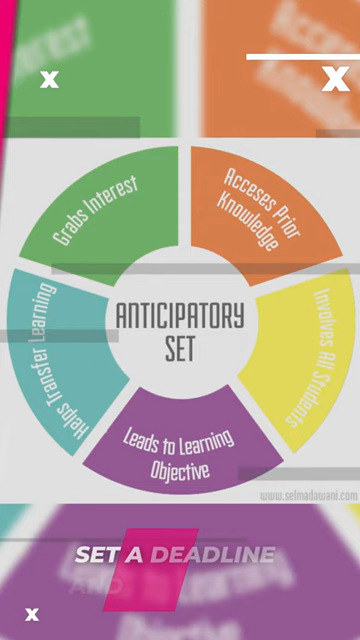 Grabs Interest
Acceses Prior
Knowledge
Involves All Students
Leads to Learning
Objective
Helps Transfer Learning
ANTICIPATORY
SET
www.selmadawani.com
SET A DEADLINE
AND